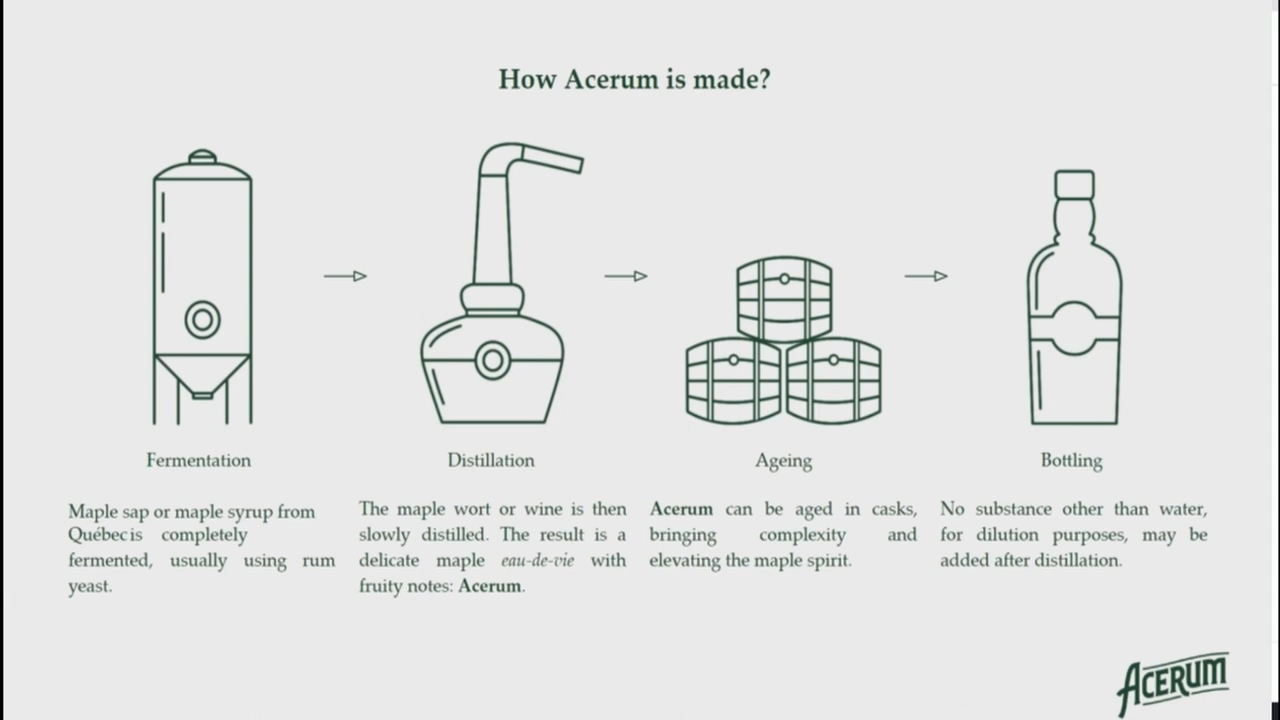 How Acerum is made?
Fermentation
Maple sap or maple syrup from
Québec is completely
fermented, usually using rum
yeast.
Distillation
The maple wort or wine is then
slowly distilled. The result is a
delicate maple eau-de-vie with
fruity notes: Acerum.
Ageing
Acerum can be aged in casks,
bringing complexity and
elevating the maple spirit.
Bottling
No substance other than water,
for dilution purposes, may be
added after distillation.
ACERUM